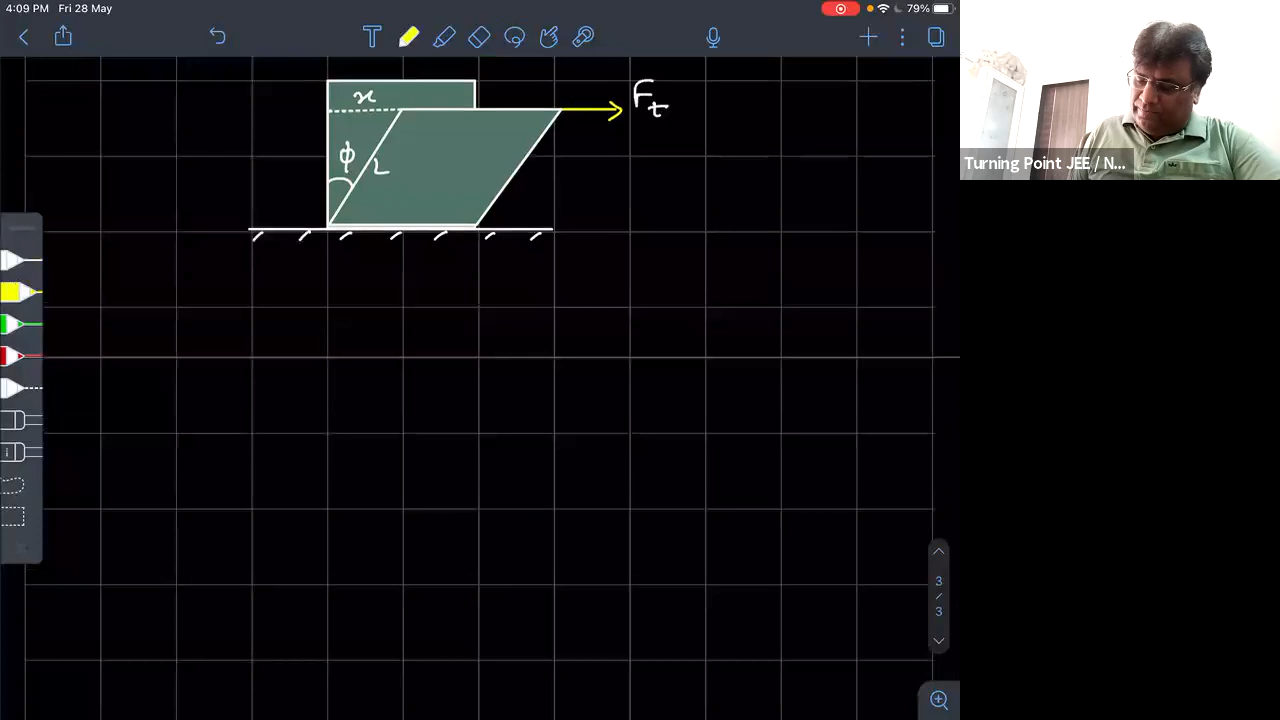 4:09 PM Fri 28 May
79%
T
x
F_t
ϕ
L
Turning Point JEE / N...
3
/
3